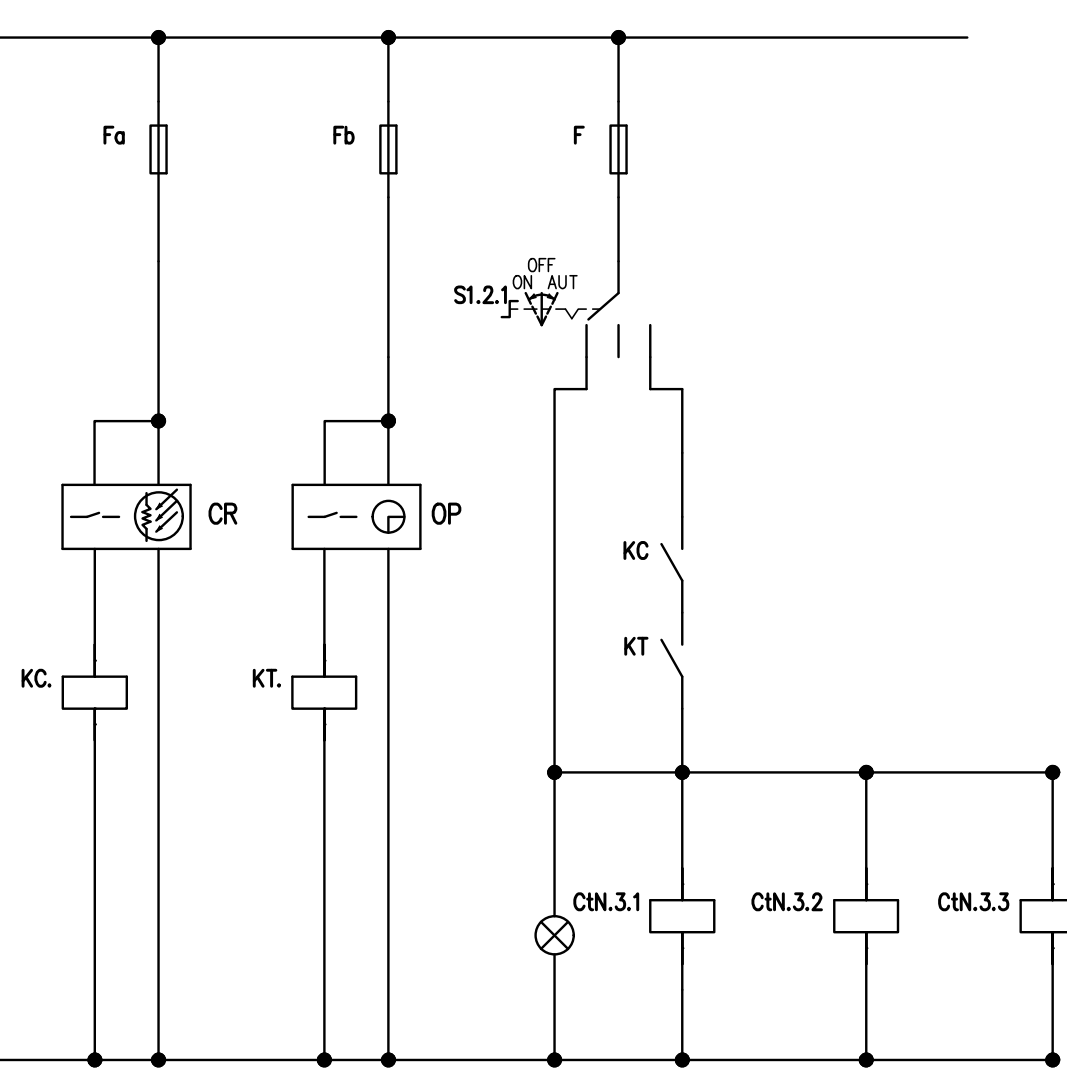 Fa
Fb
F
OFF
ON AUT
S1.2.1
CR
OP
KC
KT
KC.
KT.
CtN.3.1
CtN.3.2
CtN.3.3